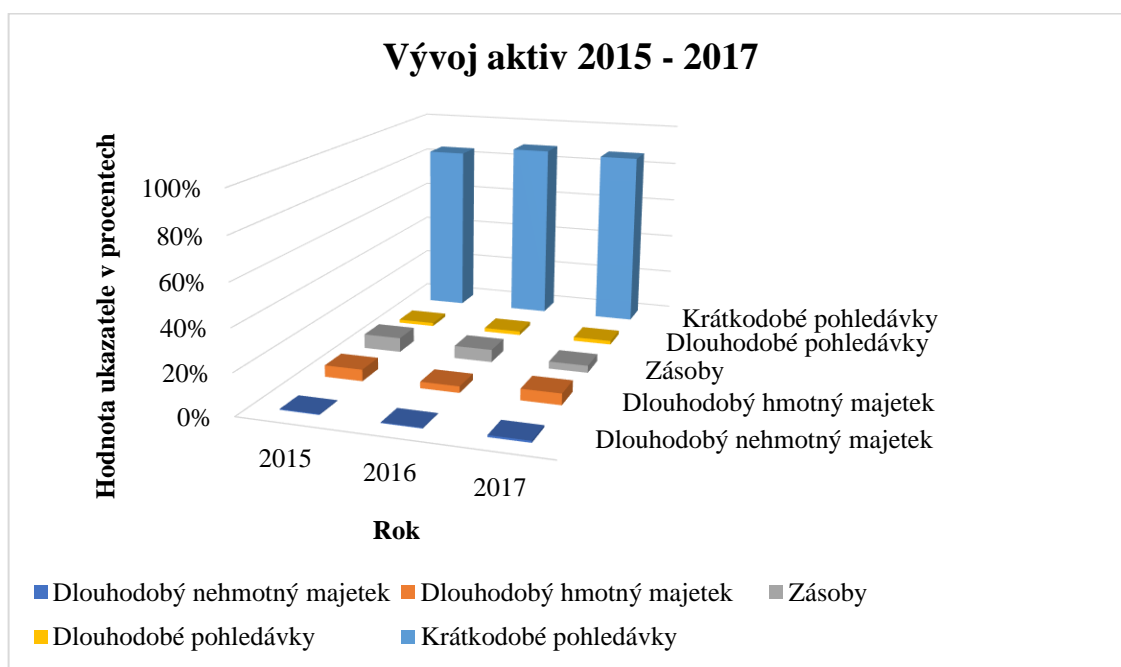 Vývoj aktiv 2015 - 2017
Hodnota ukazatele v procentech
100%
80%
60%
40%
20%
0%
2015
2016
2017
Rok
Krátkodobé pohledávky
Dlouhodobé pohledávky
Zásoby
Dlouhodobý hmotný majetek
Dlouhodobý nehmotný majetek
Dlouhodobý nehmotný majetek
Dlouhodobý hmotný majetek
Zásoby
Dlouhodobé pohledávky
Krátkodobé pohledávky